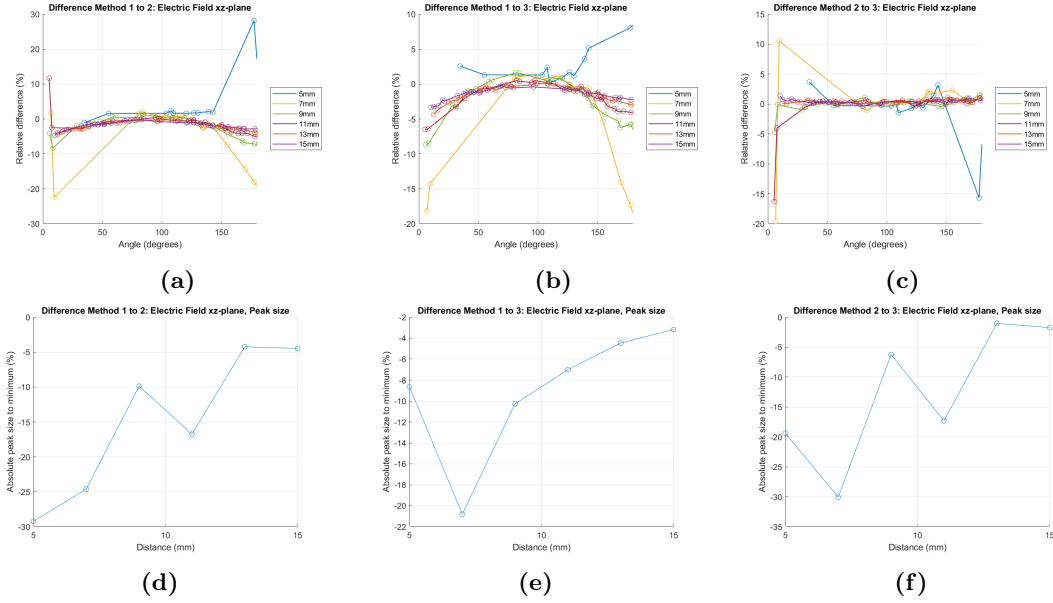 Difference Method 1 to 2: Electric Field xz-plane
30
20
10
0
-10
-20
-30
Relative difference (%)
0
50
100
150
Angle (degrees)
5mm
7mm
9mm
11mm
13mm
15mm
(a)
Difference Method 1 to 3: Electric Field xz-plane
10
5
0
-5
-10
-15
-20
Relative difference (%)
0
50
100
150
Angle (degrees)
5mm
7mm
9mm
11mm
13mm
15mm
(b)
Difference Method 2 to 3: Electric Field xz-plane
15
10
5
0
-5
-10
-15
-20
Relative difference (%)
0
50
100
150
Angle (degrees)
5mm
7mm
9mm
11mm
13mm
15mm
(c)
Difference Method 1 to 2: Electric Field xz-plane, Peak size
0
-5
-10
-15
-20
-25
-30
Absolute peak size to minimum (%)
5
10
15
Distance (mm)
(d)
Difference Method 1 to 3: Electric Field xz-plane, Peak size
-2
-4
-6
-8
-10
-12
-14
-16
-18
-20
-22
Absolute peak size to minimum (%)
5
10
15
Distance (mm)
(e)
Difference Method 2 to 3: Electric Field xz-plane, Peak size
0
-5
-10
-15
-20
-25
-30
-35
Absolute peak size to minimum (%)
5
10
15
Distance (mm)
(f)